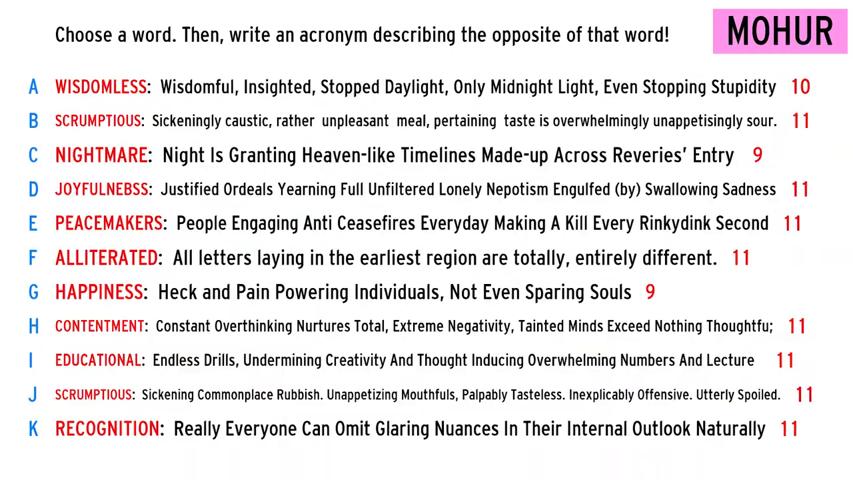 Choose a word. Then, write an acronym describing the opposite of that word!
MOHUR
A WISDOMLESS: Wisdomful, Insighted, Stopped Daylight, Only Midnight Light, Even Stopping Stupidity 10
B SCRUMPTIOUS: Sickeningly caustic, rather unpleasant meal, pertaining taste is overwhelmingly unappetisingly sour. 11
C NIGHTMARE: Night Is Granting Heaven-like Timelines Made-up Across Reveries' Entry 9
D JOYFULNEBSS: Justified Ordeals Yearning Full Unfiltered Lonely Nepotism Engulfed (by) Swallowing Sadness 11
E PEACEMAKERS: People Engaging Anti Ceasefires Everyday Making A Kill Every Rinkydink Second 11
F ALLITERATED: All letters laying in the earliest region are totally, entirely different. 11
G HAPPINESS: Heck and Pain Powering Individuals, Not Even Sparing Souls 9
H CONTENTMENT: Constant Overthinking Nurtures Total, Extreme Negativity, Tainted Minds Exceed Nothing Thoughtfu; 11
I EDUCATIONAL: Endless Drills, Undermining Creativity And Thought Inducing Overwhelming Numbers And Lecture 11
J SCRUMPTIOUS: Sickening Commonplace Rubbish. Unappetizing Mouthfuls, Palpably Tasteless. Inexplicably Offensive. Utterly Spoiled. 11
K RECOGNITION: Really Everyone Can Omit Glaring Nuances In Their Internal Outlook Naturally 11